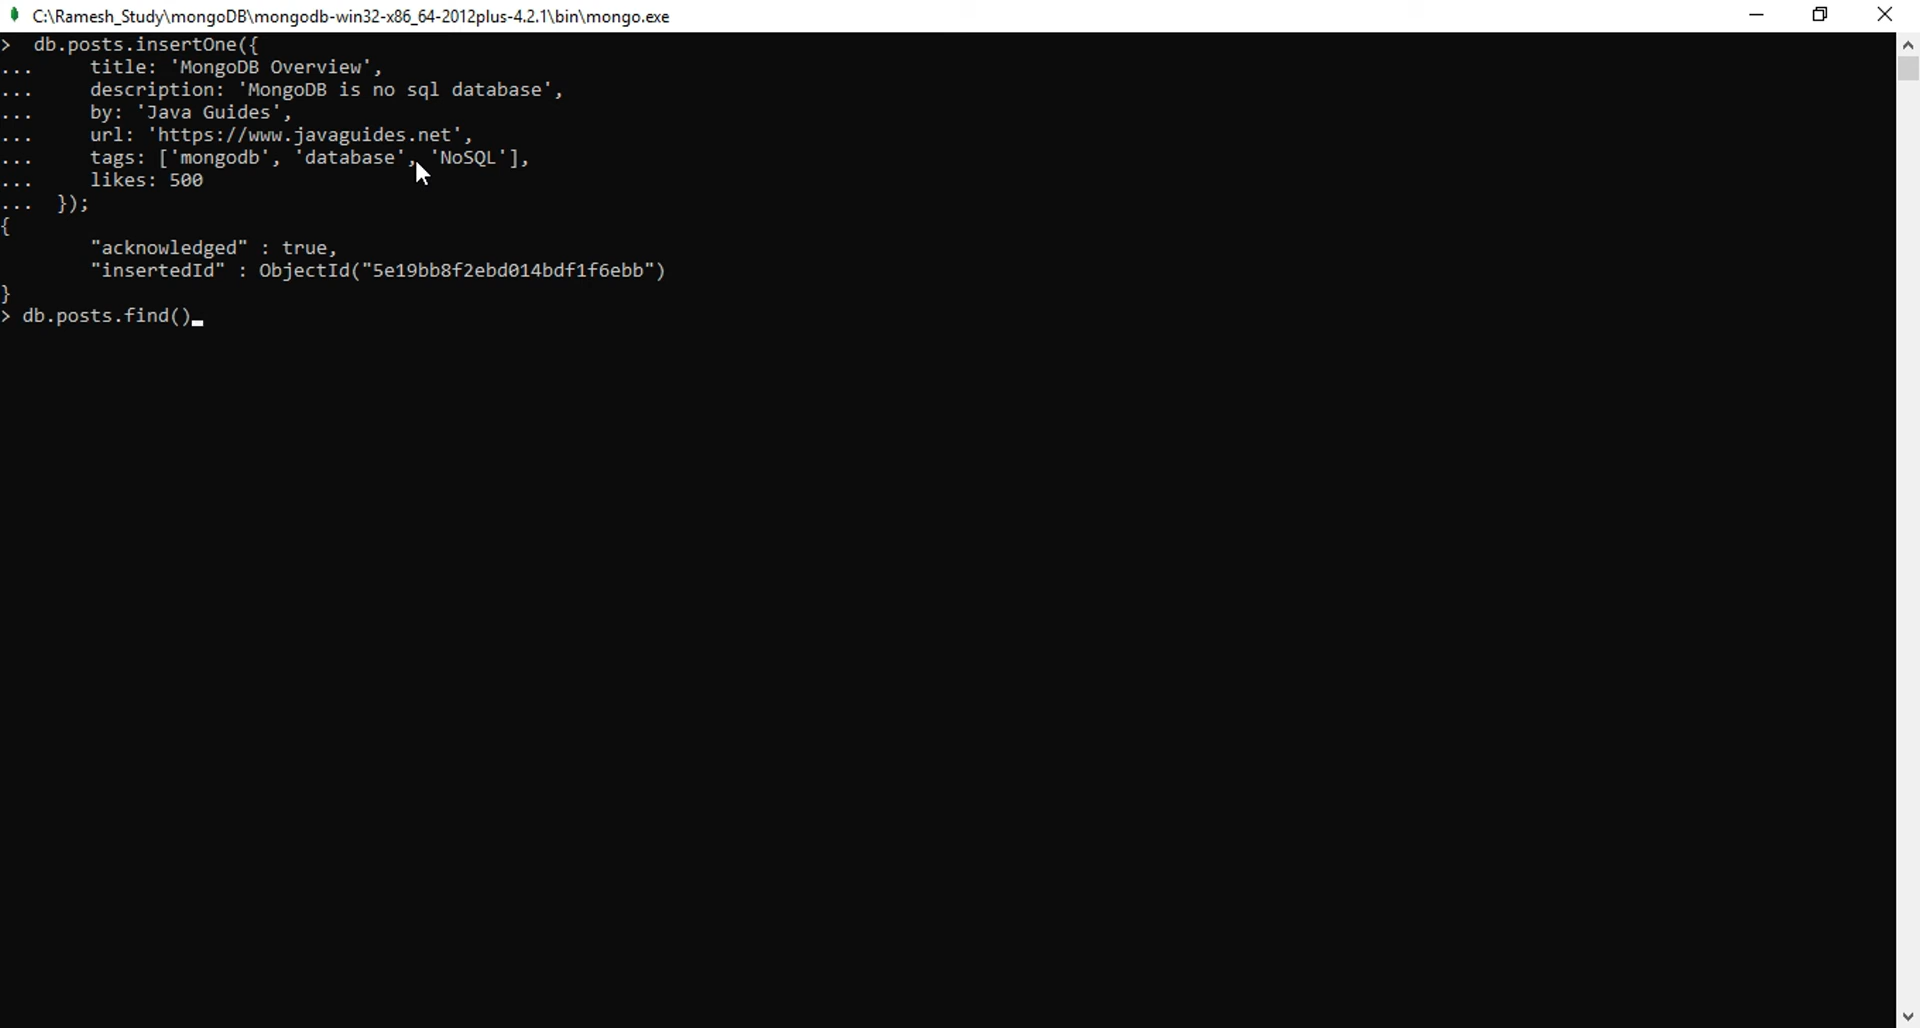 C:\Ramesh_Study\mongoDB\mongodb-win32-x86_64-2012plus-4.2.1\bin\mongo.exe
>  db.posts.insertOne({
...     title: 'MongoDB Overview',
...     description: 'MongoDB is no sql database',
...     by: 'Java Guides',
...     url: 'https://www.javaguides.net',
...     tags: ['mongodb', 'database', 'NoSQL'],
...     likes: 500
...  });
{
        "acknowledged" : true,
        "insertedId" : ObjectId("5e19bb8f2ebd014bdf1f6ebb")
}
> db.posts.find()